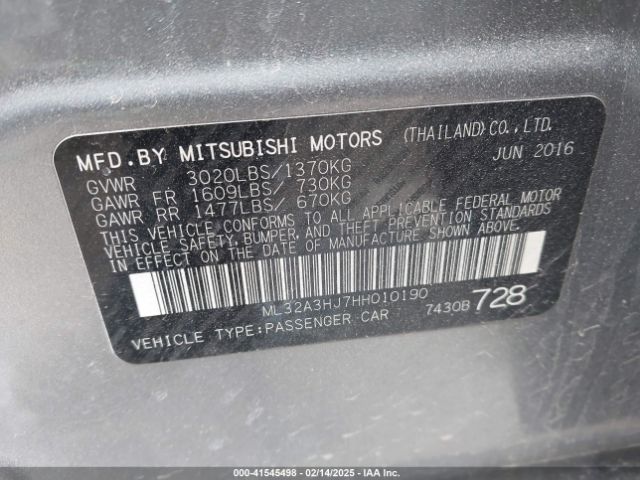 MFD.BY MITSUBISHI MOTORS (THAILAND)CO.,LTD.
JUN 2016
GVWR 3020LBS/1370KG
GAWR FR 1609LBS/ 730KG
GAWR RR 1477LBS/ 670KG
THIS VEHICLE CONFORMS TO ALL APPLICABLE FEDERAL MOTOR
VEHICLE SAFETY, BUMPER, AND THEFT PREVENTION STANDARDS
IN EFFECT ON THE DATE OF MANUFACTURE SHOWN ABOVE.
ML32A3HJ7HH010190
VEHICLE TYPE:PASSENGER CAR 7430B 728
000-41545498 - 02/14/2025 - IAA Inc.